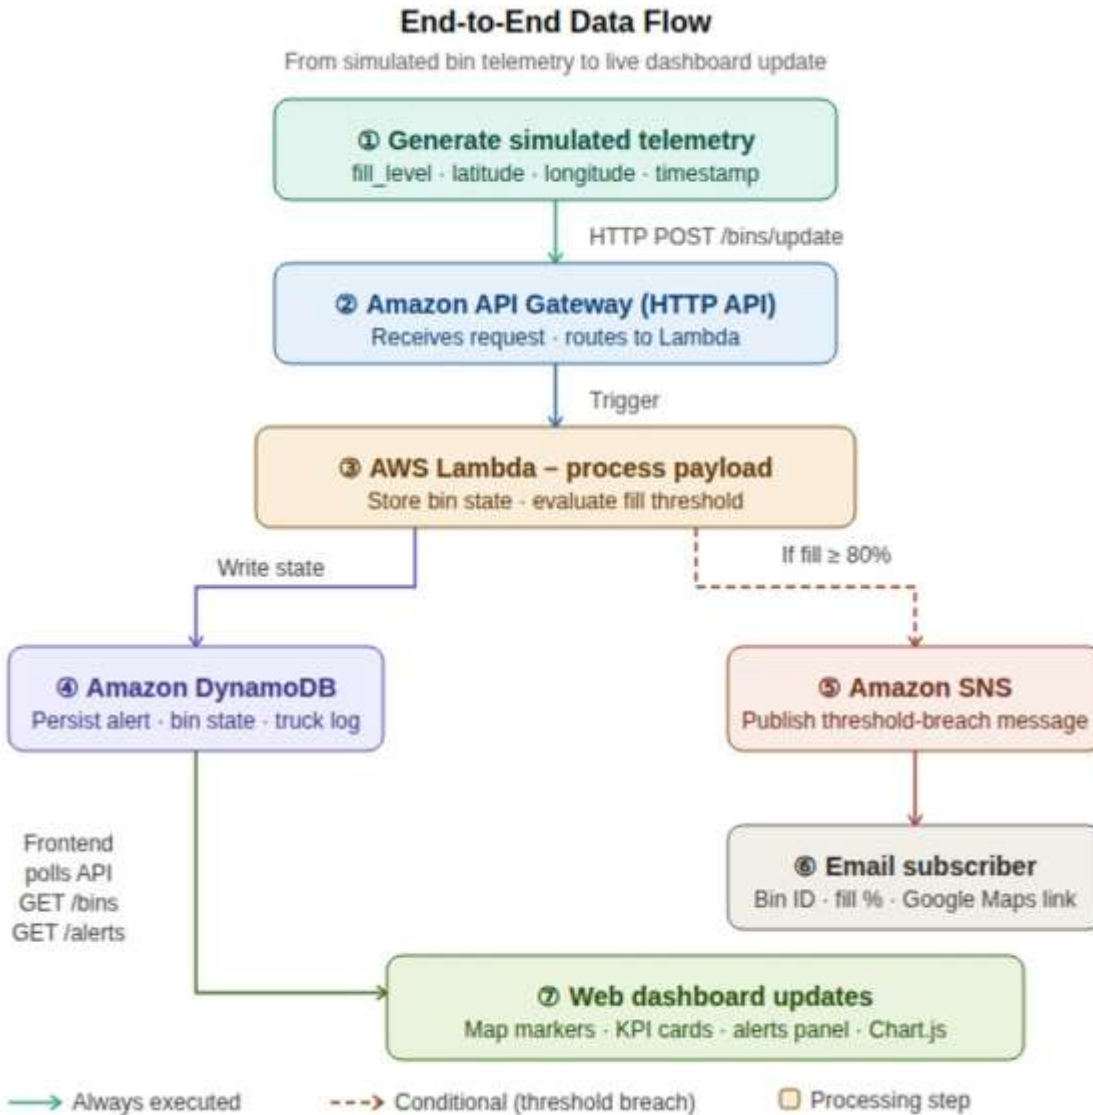 End-to-End Data Flow
From simulated bin telemetry to live dashboard update
① Generate simulated telemetry
fill_level · latitude · longitude · timestamp
HTTP POST /bins/update
② Amazon API Gateway (HTTP API)
Receives request · routes to Lambda
Trigger
③ AWS Lambda – process payload
Store bin state · evaluate fill threshold
Write state
If fill ≥ 80%
④ Amazon DynamoDB
Persist alert · bin state · truck log
⑤ Amazon SNS
Publish threshold-breach message
Frontend
polls API
GET /bins
GET /alerts
⑥ Email subscriber
Bin ID · fill % · Google Maps link
⑦ Web dashboard updates
Map markers · KPI cards · alerts panel · Chart.js
Always executed
Conditional (threshold breach)
Processing step